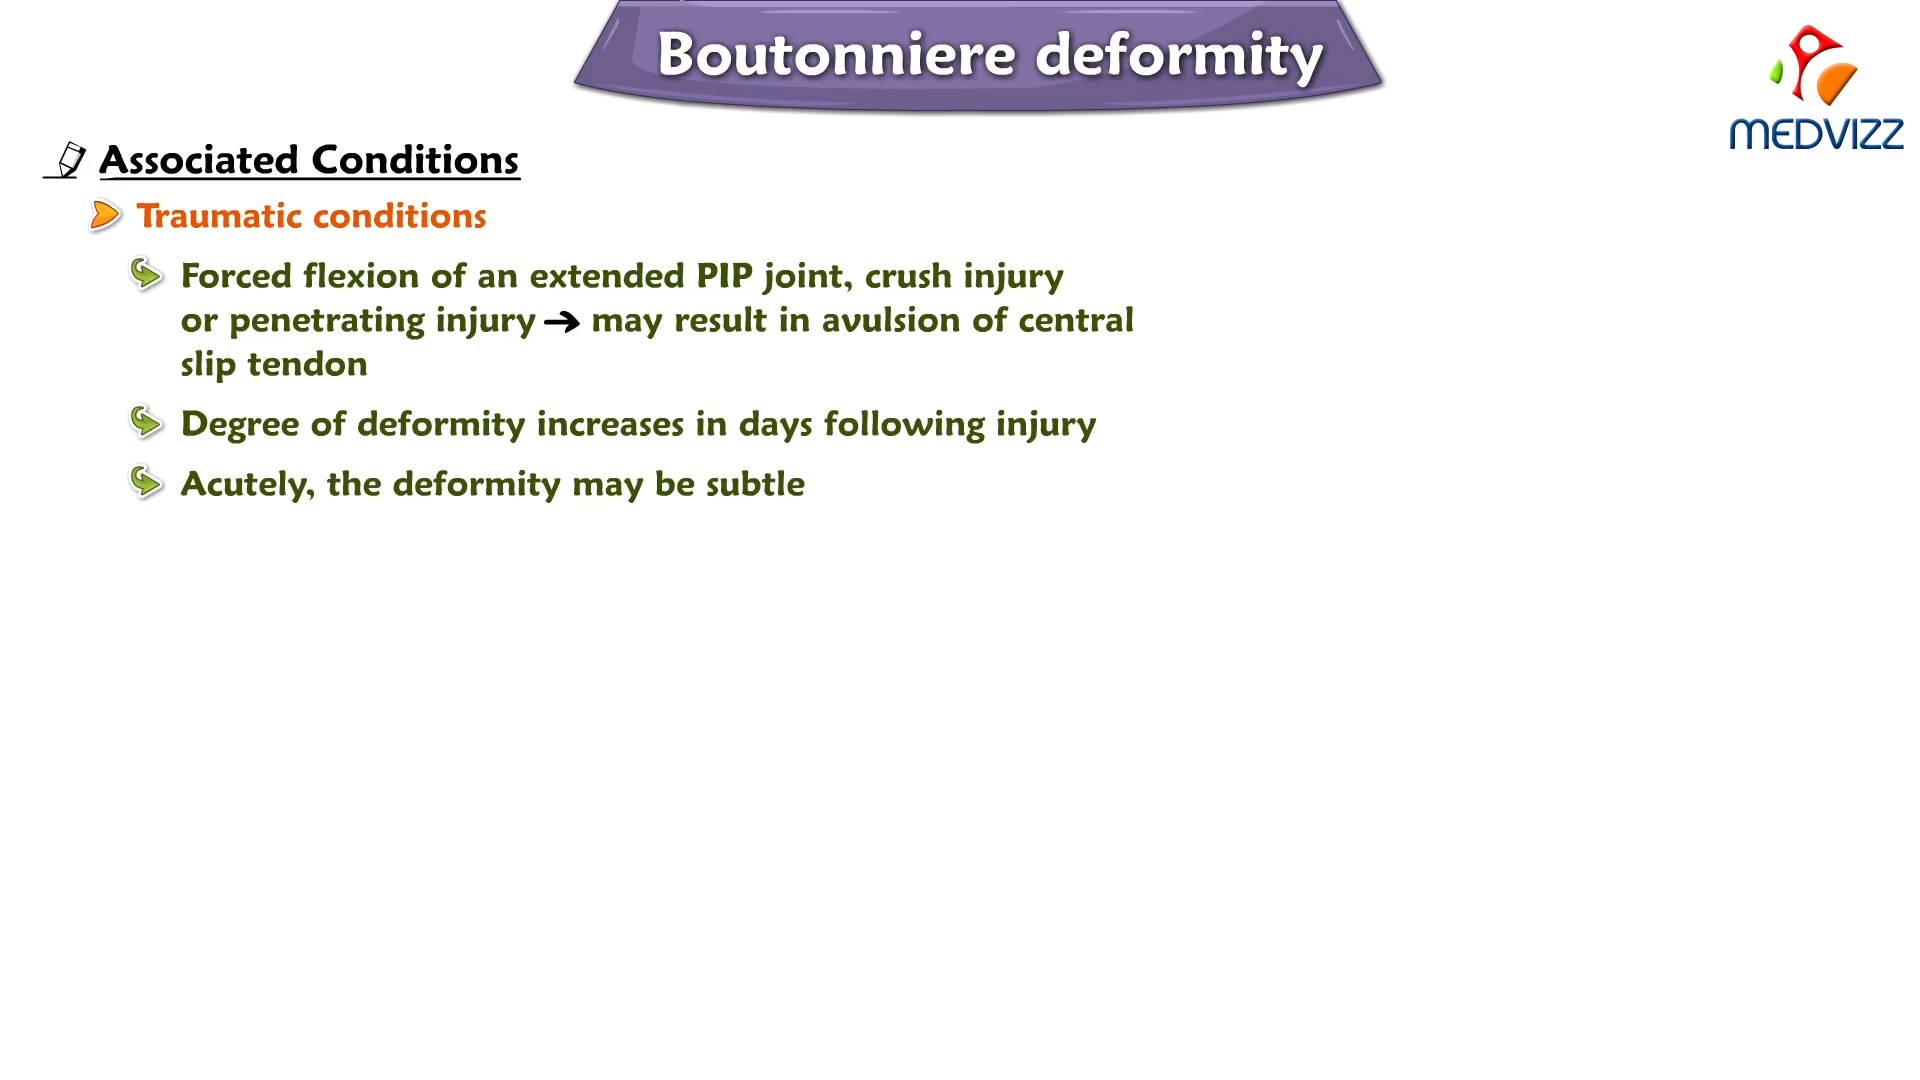 Boutonniere deformity
MEDVIZZ
Associated Conditions
Traumatic conditions
Forced flexion of an extended PIP joint, crush injury
or penetrating injury ➔ may result in avulsion of central
slip tendon
Degree of deformity increases in days following injury
Acutely, the deformity may be subtle